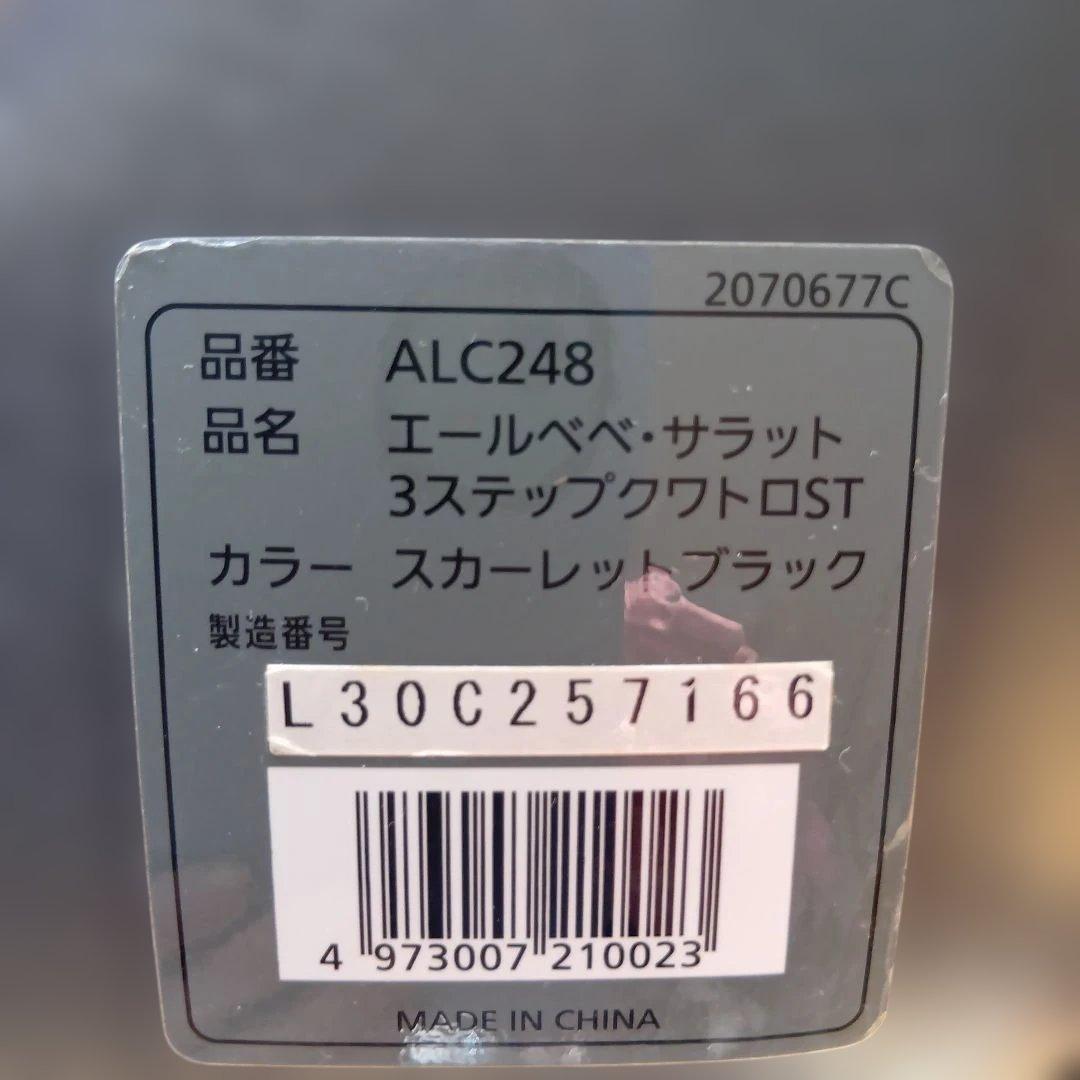 2070677C
品番 ALC248
品名 エールベベ・サラット
3ステップクワトロST
カラー スカーレットブラック
製造番号
L30C257166
4 973007 210023
MADE IN CHINA